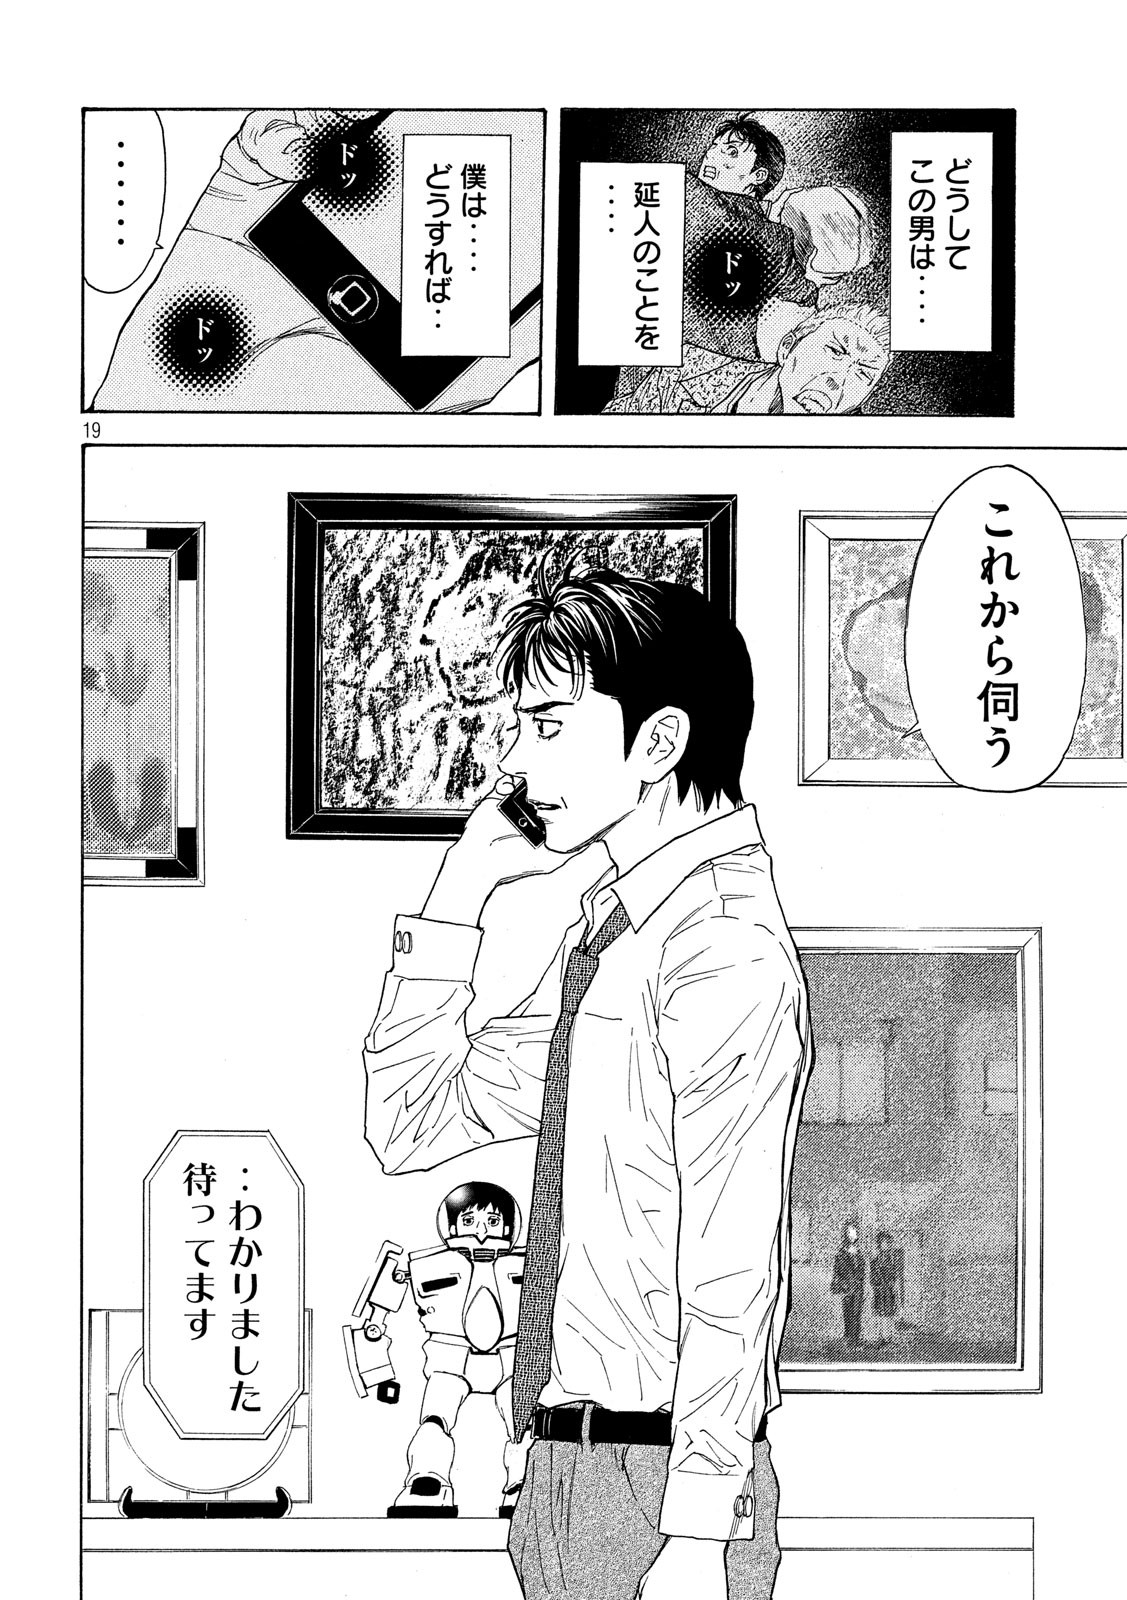 どうして
この男は‥‥
延人のことを
‥‥
ドッ
僕は‥‥
どうすれば‥
ドッ
ドッ
‥‥‥
19
これから伺う
‥わかりました
待ってます